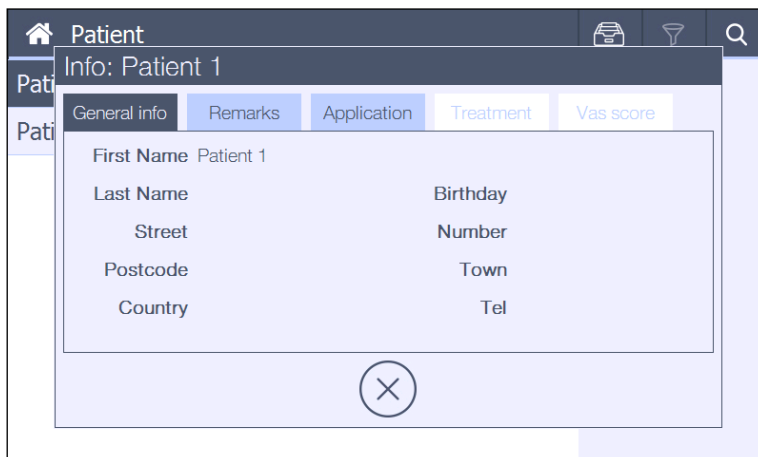 Patient
Info: Patient 1
Pati
Pati
General info Remarks Application Treatment Vas score
First Name Patient 1
Last Name Birthday
Street Number
Postcode Town
Country Tel